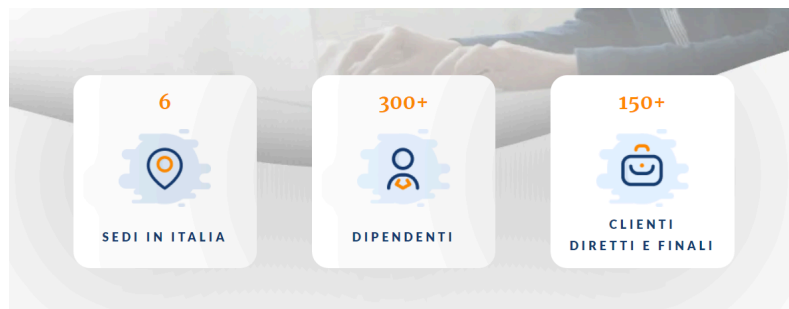 6
SEDI IN ITALIA
300+
DIPENDENTI
150+
CLIENTI
DIRETTI E FINALI